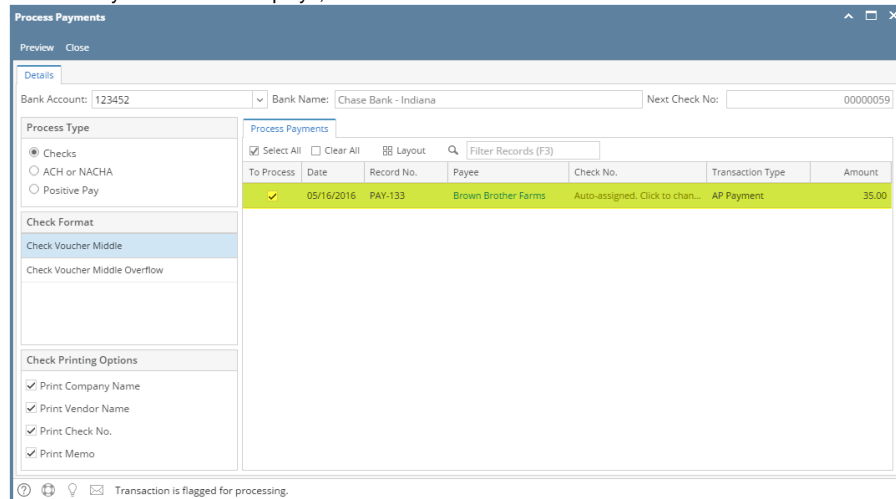 Process Payments
Preview Close
Details
Bank Account: 123452 Bank Name: Chase Bank - Indiana Next Check No: 00000059
Process Type
Checks
ACH or NACHA
Positive Pay
Check Format
Check Voucher Middle
Check Voucher Middle Overflow
Check Printing Options
Print Company Name
Print Vendor Name
Print Check No.
Print Memo
Process Payments
Select All Clear All Layout Filter Records (F3)
To Process Date Record No. Payee Check No. Transaction Type Amount
05/16/2016 PAY-133 Brown Brother Farms Auto-assigned. Click to chan... AP Payment 35.00
Transaction is flagged for processing.